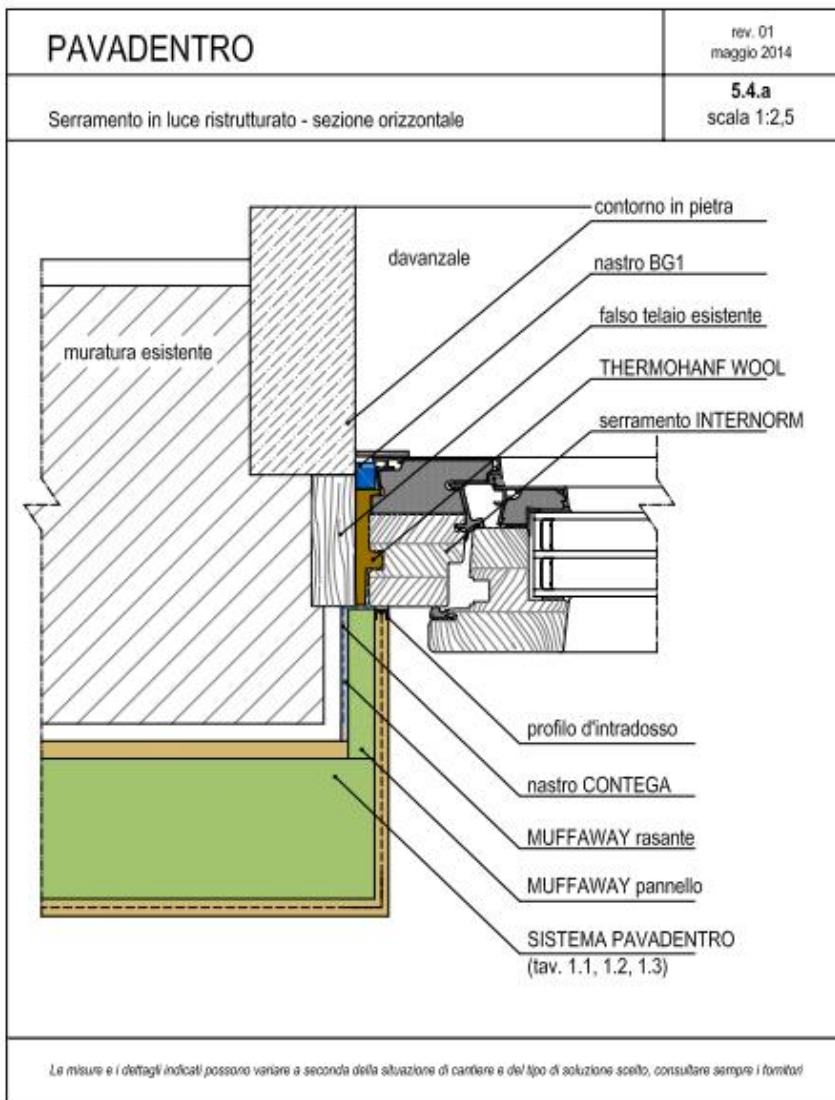 PAVADENTRO
rev. 01
maggio 2014
Serramento in luce ristrutturato - sezione orizzontale
5.4.a
scala 1:2,5
contorno in pietra
davanzale
nastro BG1
falso telaio esistente
muratura esistente
THERMOHANF WOOL
serramento INTERNORM
profilo d'intradosso
nastro CONTEGA
MUFFAWAY rasante
MUFFAWAY pannello
SISTEMA PAVADENTRO
(tav. 1.1, 1.2, 1.3)
Le misure e i dettagli indicati possono variare a seconda della situazione di cantiere e del tipo di soluzione scelto, consultare sempre i fornitori